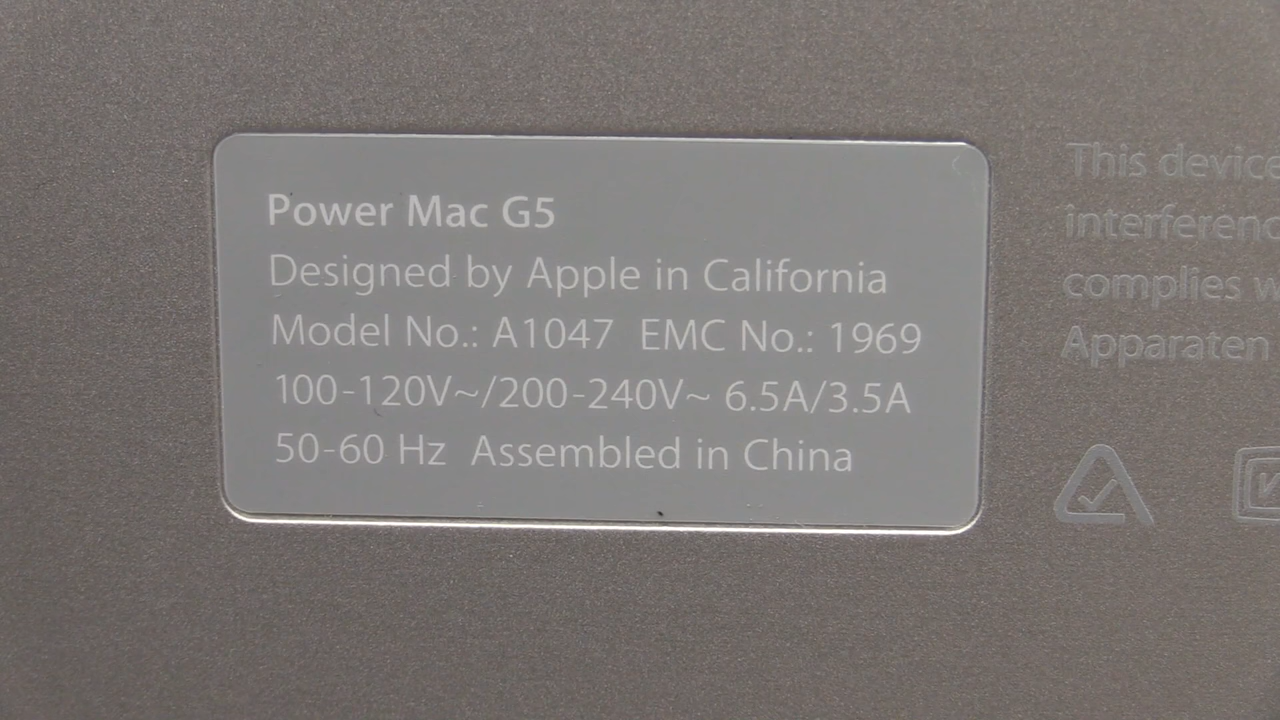 Power Mac G5
Designed by Apple in California
Model No.: A1047 EMC No.: 1969
100-120V~/200-240V~ 6.5A/3.5A
50-60 Hz Assembled in China
This device
complies
Apparaten